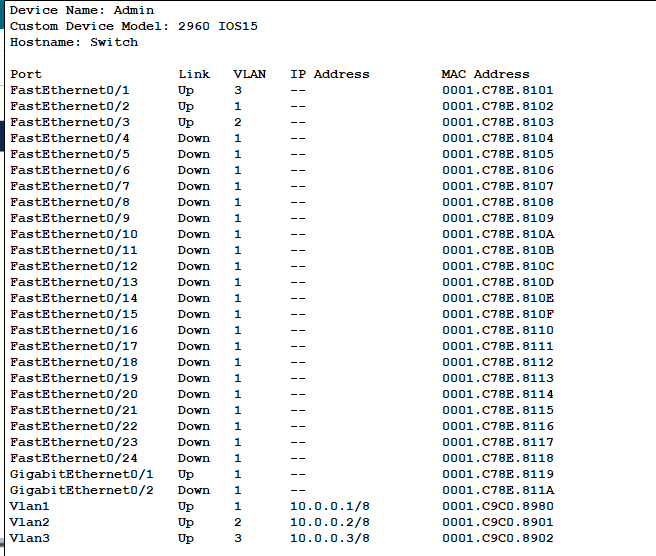 Device Name: Admin
Custom Device Model: 2960 IOS15
Hostname: Switch
Port Link VLAN IP Address MAC Address
FastEthernet0/1 Up 3 -- 0001.C78E.8101
FastEthernet0/2 Up 1 -- 0001.C78E.8102
FastEthernet0/3 Up 2 -- 0001.C78E.8103
FastEthernet0/4 Down 1 -- 0001.C78E.8104
FastEthernet0/5 Down 1 -- 0001.C78E.8105
FastEthernet0/6 Down 1 -- 0001.C78E.8106
FastEthernet0/7 Down 1 -- 0001.C78E.8107
FastEthernet0/8 Down 1 -- 0001.C78E.8108
FastEthernet0/9 Down 1 -- 0001.C78E.8109
FastEthernet0/10 Down 1 -- 0001.C78E.810A
FastEthernet0/11 Down 1 -- 0001.C78E.810B
FastEthernet0/12 Down 1 -- 0001.C78E.810C
FastEthernet0/13 Down 1 -- 0001.C78E.810D
FastEthernet0/14 Down 1 -- 0001.C78E.810E
FastEthernet0/15 Down 1 -- 0001.C78E.810F
FastEthernet0/16 Down 1 -- 0001.C78E.8110
FastEthernet0/17 Down 1 -- 0001.C78E.8111
FastEthernet0/18 Down 1 -- 0001.C78E.8112
FastEthernet0/19 Down 1 -- 0001.C78E.8113
FastEthernet0/20 Down 1 -- 0001.C78E.8114
FastEthernet0/21 Down 1 -- 0001.C78E.8115
FastEthernet0/22 Down 1 -- 0001.C78E.8116
FastEthernet0/23 Down 1 -- 0001.C78E.8117
FastEthernet0/24 Down 1 -- 0001.C78E.8118
GigabitEthernet0/1 Up 1 -- 0001.C78E.8119
GigabitEthernet0/2 Down 1 -- 0001.C78E.811A
Vlan1 Up 1 10.0.0.1/8 0001.C9C0.8980
Vlan2 Up 2 10.0.0.2/8 0001.C9C0.8901
Vlan3 Up 3 10.0.0.3/8 0001.C9C0.8902